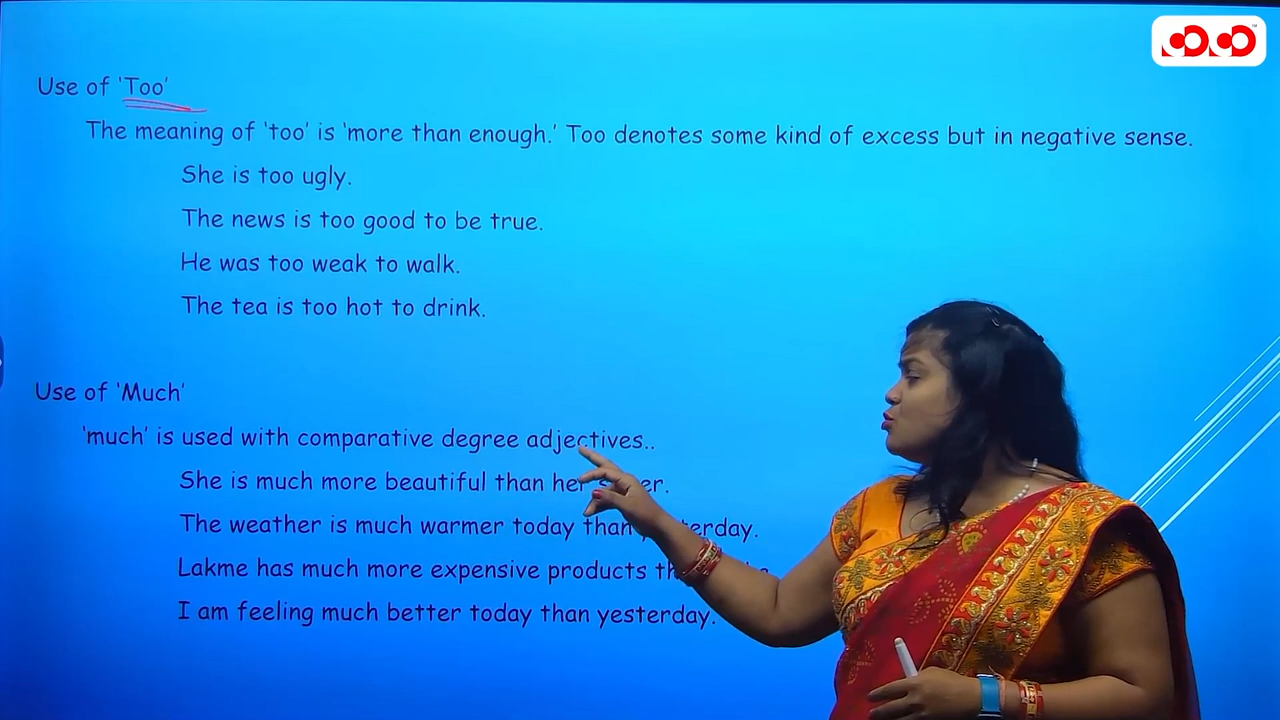 Use of ‘Too’
The meaning of ‘too’ is ‘more than enough.’ Too denotes some kind of excess but in negative sense.
She is too ugly.
The news is too good to be true.
He was too weak to walk.
The tea is too hot to drink.
Use of ‘Much’
‘much’ is used with comparative degree adjectives..
She is much more beautiful than her
The weather is much warmer today than
Lakme has much more expensive products
I am feeling much better today than yesterday.